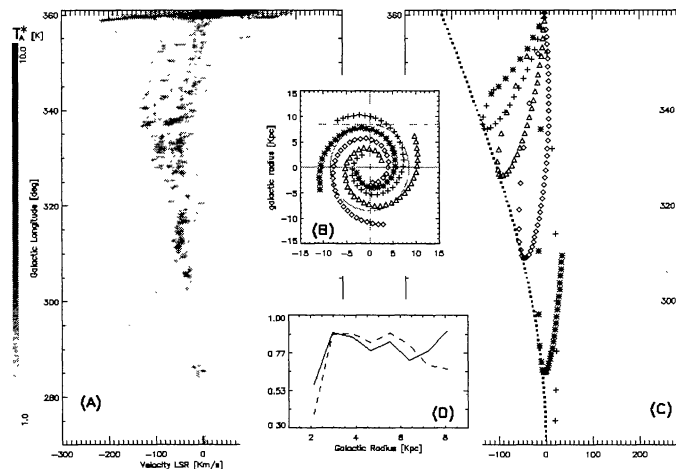 T*A [K]
10.0
1.0
Galactic Longitude [deg]
360
340
320
300
280
(A)
-300 -200 -100 0
Velocity LSR [Km/s]
galactic radius [Kpc]
15
10
5
0
-5
-10
-15
-15 -10 -5 0 5 10 15
(B)
1.00
0.77
0.53
0.30
2 4 6 8
Galactic Radius [Kpc]
(D)
360
340
320
300
280
(C)
-100 0 100 200